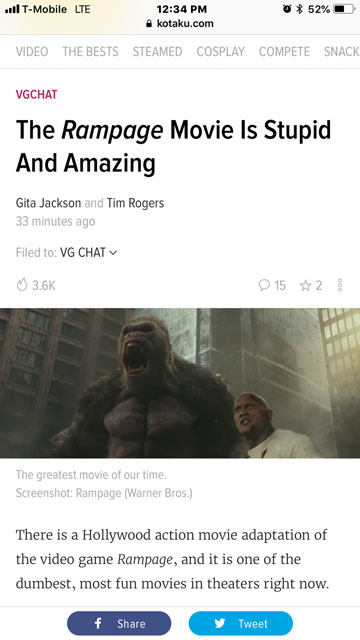 T-Mobile LTE 12:34 PM 52%
kotaku.com
VIDEO THE BESTS STEAMED COSPLAY COMPETE SNACK
VGCHAT
The Rampage Movie Is Stupid
And Amazing
Gita Jackson and Tim Rogers
33 minutes ago
Filed to: VG CHAT
3.6K 15 2
The greatest movie of our time.
Screenshot: Rampage (Warner Bros.)
There is a Hollywood action movie adaptation of
the video game Rampage, and it is one of the
dumbest, most fun movies in theaters right now.
Share Tweet